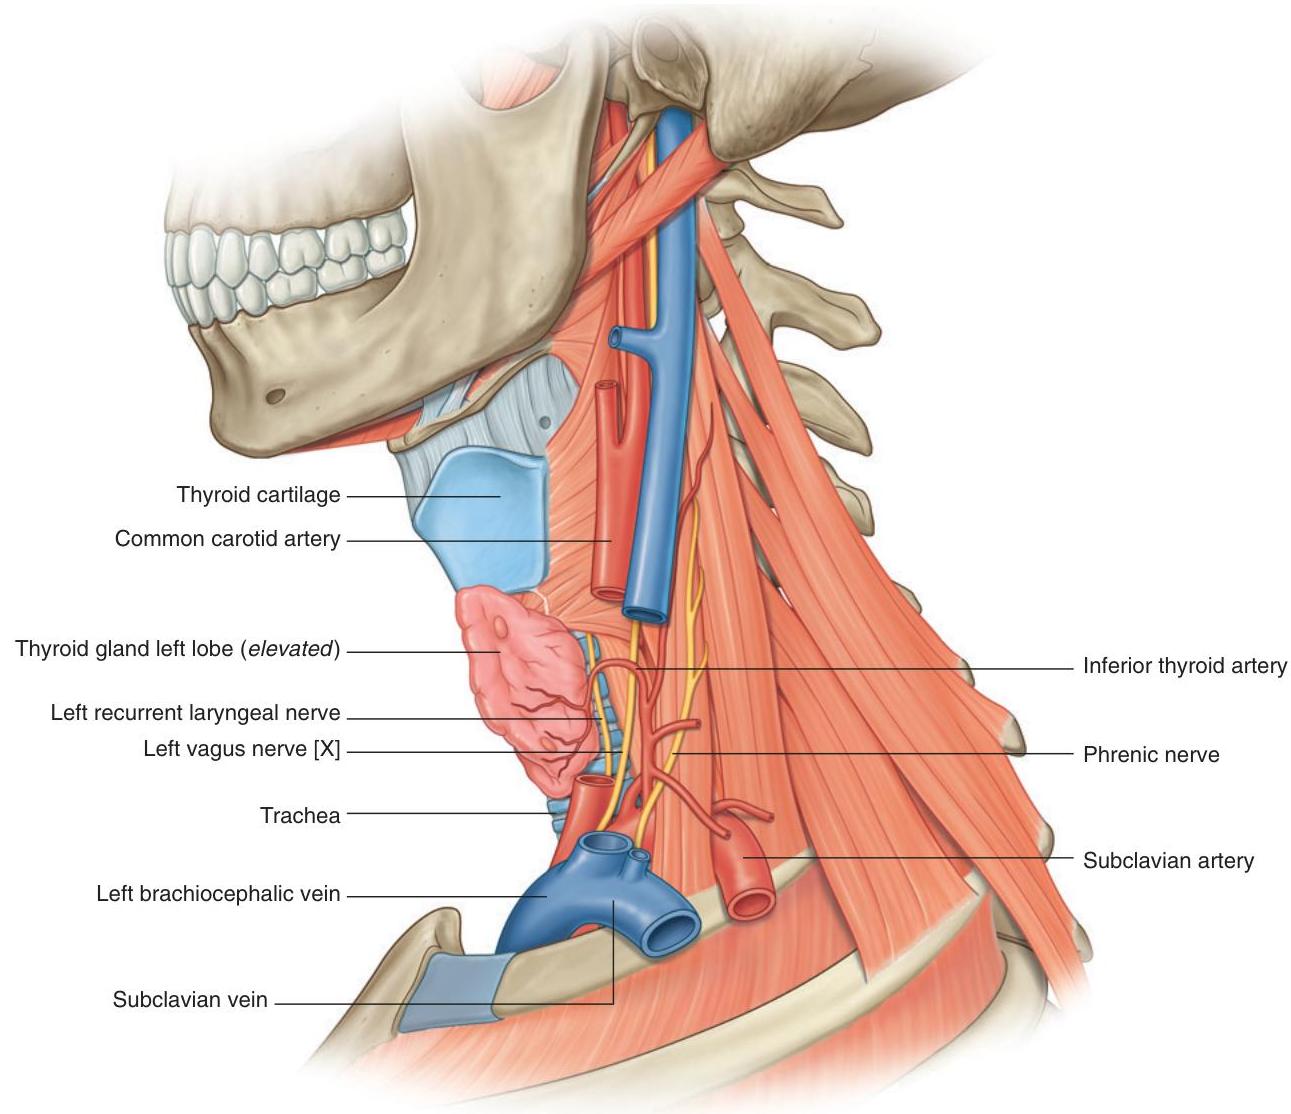 Thyroid cartilage
Common carotid artery
Thyroid gland left lobe (elevated)
Left recurrent laryngeal nerve
Left vagus nerve [X]
Trachea
Left brachiocephalic vein
Subclavian vein
Inferior thyroid artery
Phrenic nerve
Subclavian artery